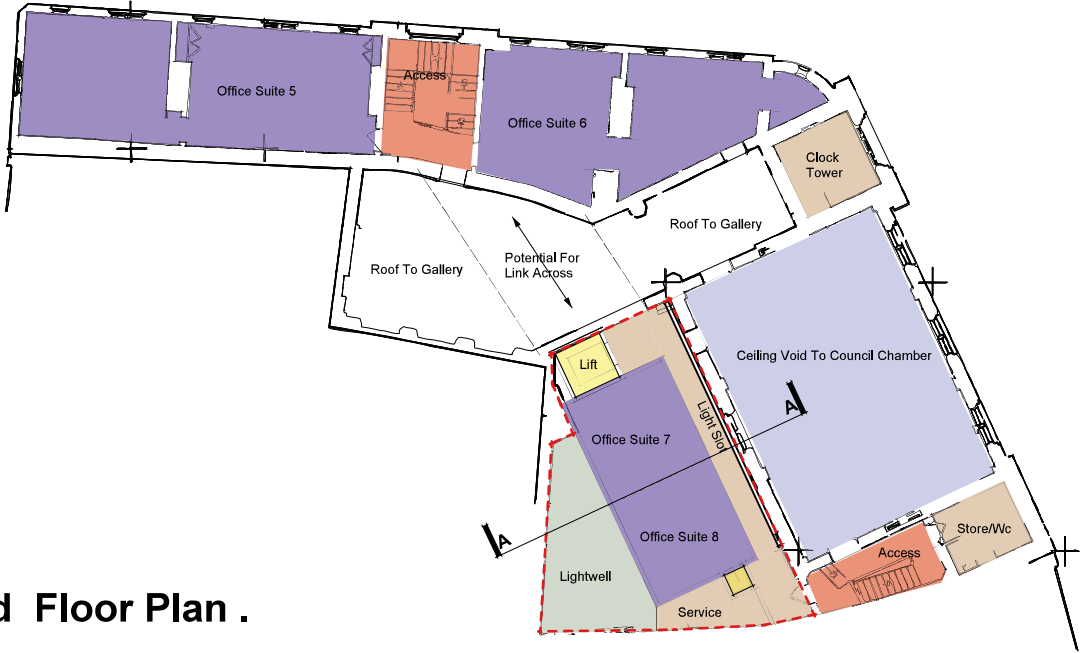 Access
Office Suite 5
Office Suite 6
Clock
Tower
Roof To Gallery
Potential For
Link Across
Roof To Gallery
Ceiling Void To Council Chamber
Lift
A
Light Slot
Office Suite 7
A
Office Suite 8
Store/Wc
Access
Lightwell
Service
Floor Plan .